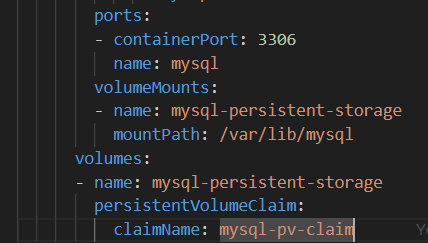 ports:
- containerPort: 3306
name: mysql
volumeMounts:
- name: mysql-persistent-storage
mountPath: /var/lib/mysql
volumes:
- name: mysql-persistent-storage
persistentVolumeClaim:
claimName: mysql-pv-claim